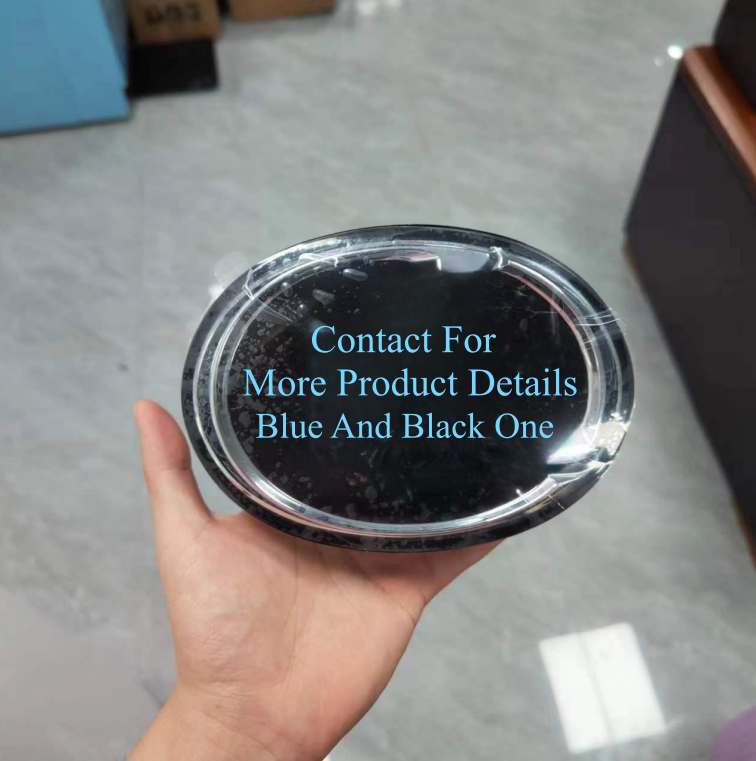 Contact For
More Product Details
Blue And Black One